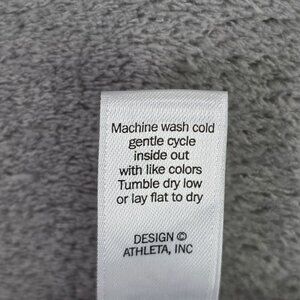 Machine wash cold
gentle cycle
inside out
with like colors
Tumble dry low
or lay flat to dry
DESIGN ©
ATHLETA, INC